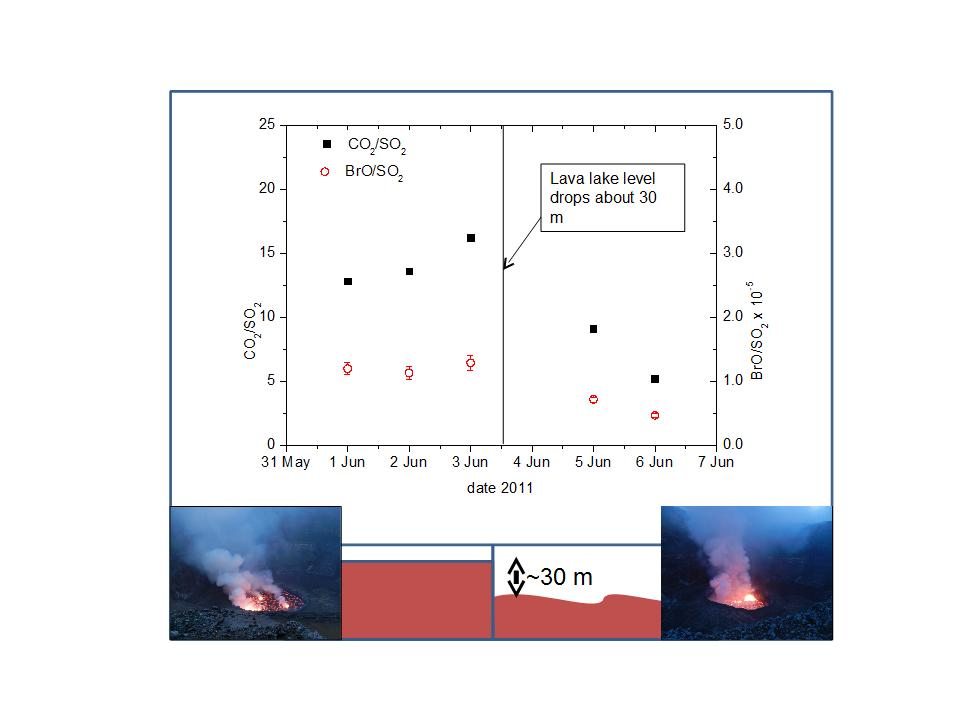 25
20
15
10
5
0
CO₂/SO₂
CO₂/SO₂
BrO/SO₂
Lava lake level
drops about 30
m
5.0
4.0
3.0
2.0
1.0
0.0
BrO/SO₂ x 10⁻⁵
31 May 1 Jun 2 Jun 3 Jun 4 Jun 5 Jun 6 Jun 7 Jun
date 2011
~30 m